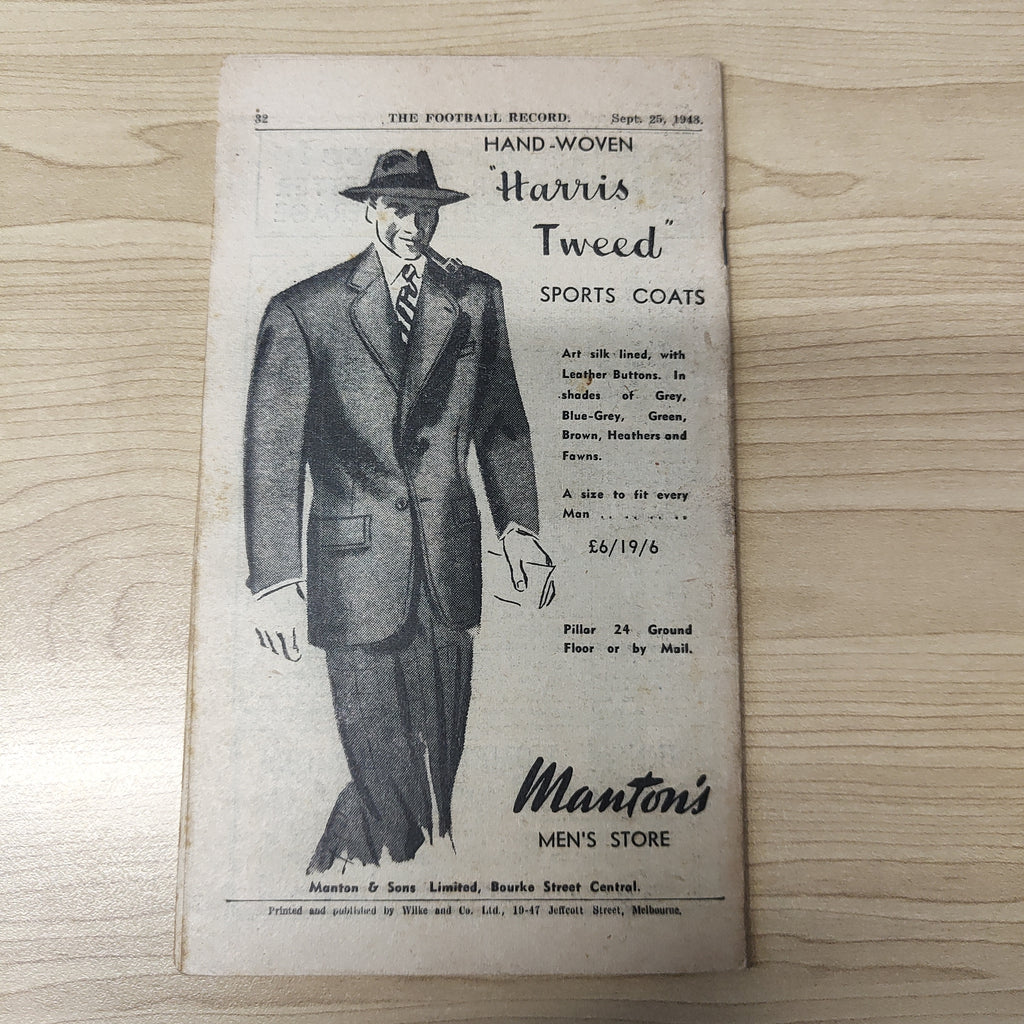 32 THE FOOTBALL RECORD. Sept. 25, 1948.
HAND-WOVEN
"Harris
Tweed"
SPORTS COATS
Art silk lined, with
Leather Buttons. In
shades of Grey,
Blue-Grey, Green,
Brown, Heathers and
Fawns.
A size to fit every
Man .. .. .. .. ..
£6/19/6
Pillar 24 Ground
Floor or by Mail.
Manton's
MEN'S STORE
Manton & Sons Limited, Bourke Street Central.
Printed and published by Wilke and Co. Ltd., 19-47 Jeffcott Street, Melbourne.